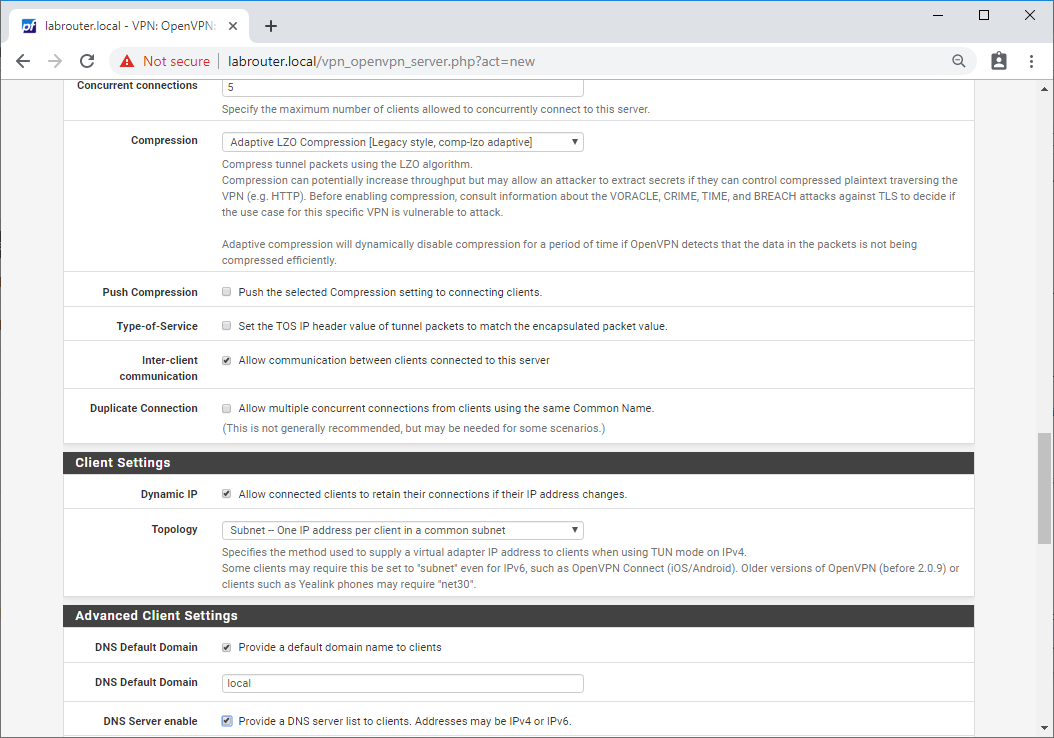 labrouter.local - VPN: OpenVPN:
Not secure
labrouter.local/vpn_openvpn_server.php?act=new
Concurrent connections
5
Specify the maximum number of clients allowed to concurrently connect to this server.
Compression
Adaptive LZO Compression [Legacy style, comp-lzo adaptive]
Compress tunnel packets using the LZO algorithm.
Compression can potentially increase throughput but may allow an attacker to extract secrets if they can control compressed plaintext traversing the
VPN (e.g. HTTP). Before enabling compression, consult information about the VORACLE, CRIME, TIME, and BREACH attacks against TLS to decide if
the use case for this specific VPN is vulnerable to attack.
Adaptive compression will dynamically disable compression for a period of time if OpenVPN detects that the data in the packets is not being
compressed efficiently.
Push Compression
Push the selected Compression setting to connecting clients.
Type-of-Service
Set the TOS IP header value of tunnel packets to match the encapsulated packet value.
Inter-client
communication
Allow communication between clients connected to this server
Duplicate Connection
Allow multiple concurrent connections from clients using the same Common Name.
(This is not generally recommended, but may be needed for some scenarios.)
Client Settings
Dynamic IP
Allow connected clients to retain their connections if their IP address changes.
Topology
Subnet -- One IP address per client in a common subnet
Specifies the method used to supply a virtual adapter IP address to clients when using TUN mode on IPv4.
Some clients may require this be set to "subnet" even for IPv6, such as OpenVPN Connect (iOS/Android). Older versions of OpenVPN (before 2.0.9) or
clients such as Yealink phones may require "net30".
Advanced Client Settings
DNS Default Domain
Provide a default domain name to clients
DNS Default Domain
local
DNS Server enable
Provide a DNS server list to clients. Addresses may be IPv4 or IPv6.